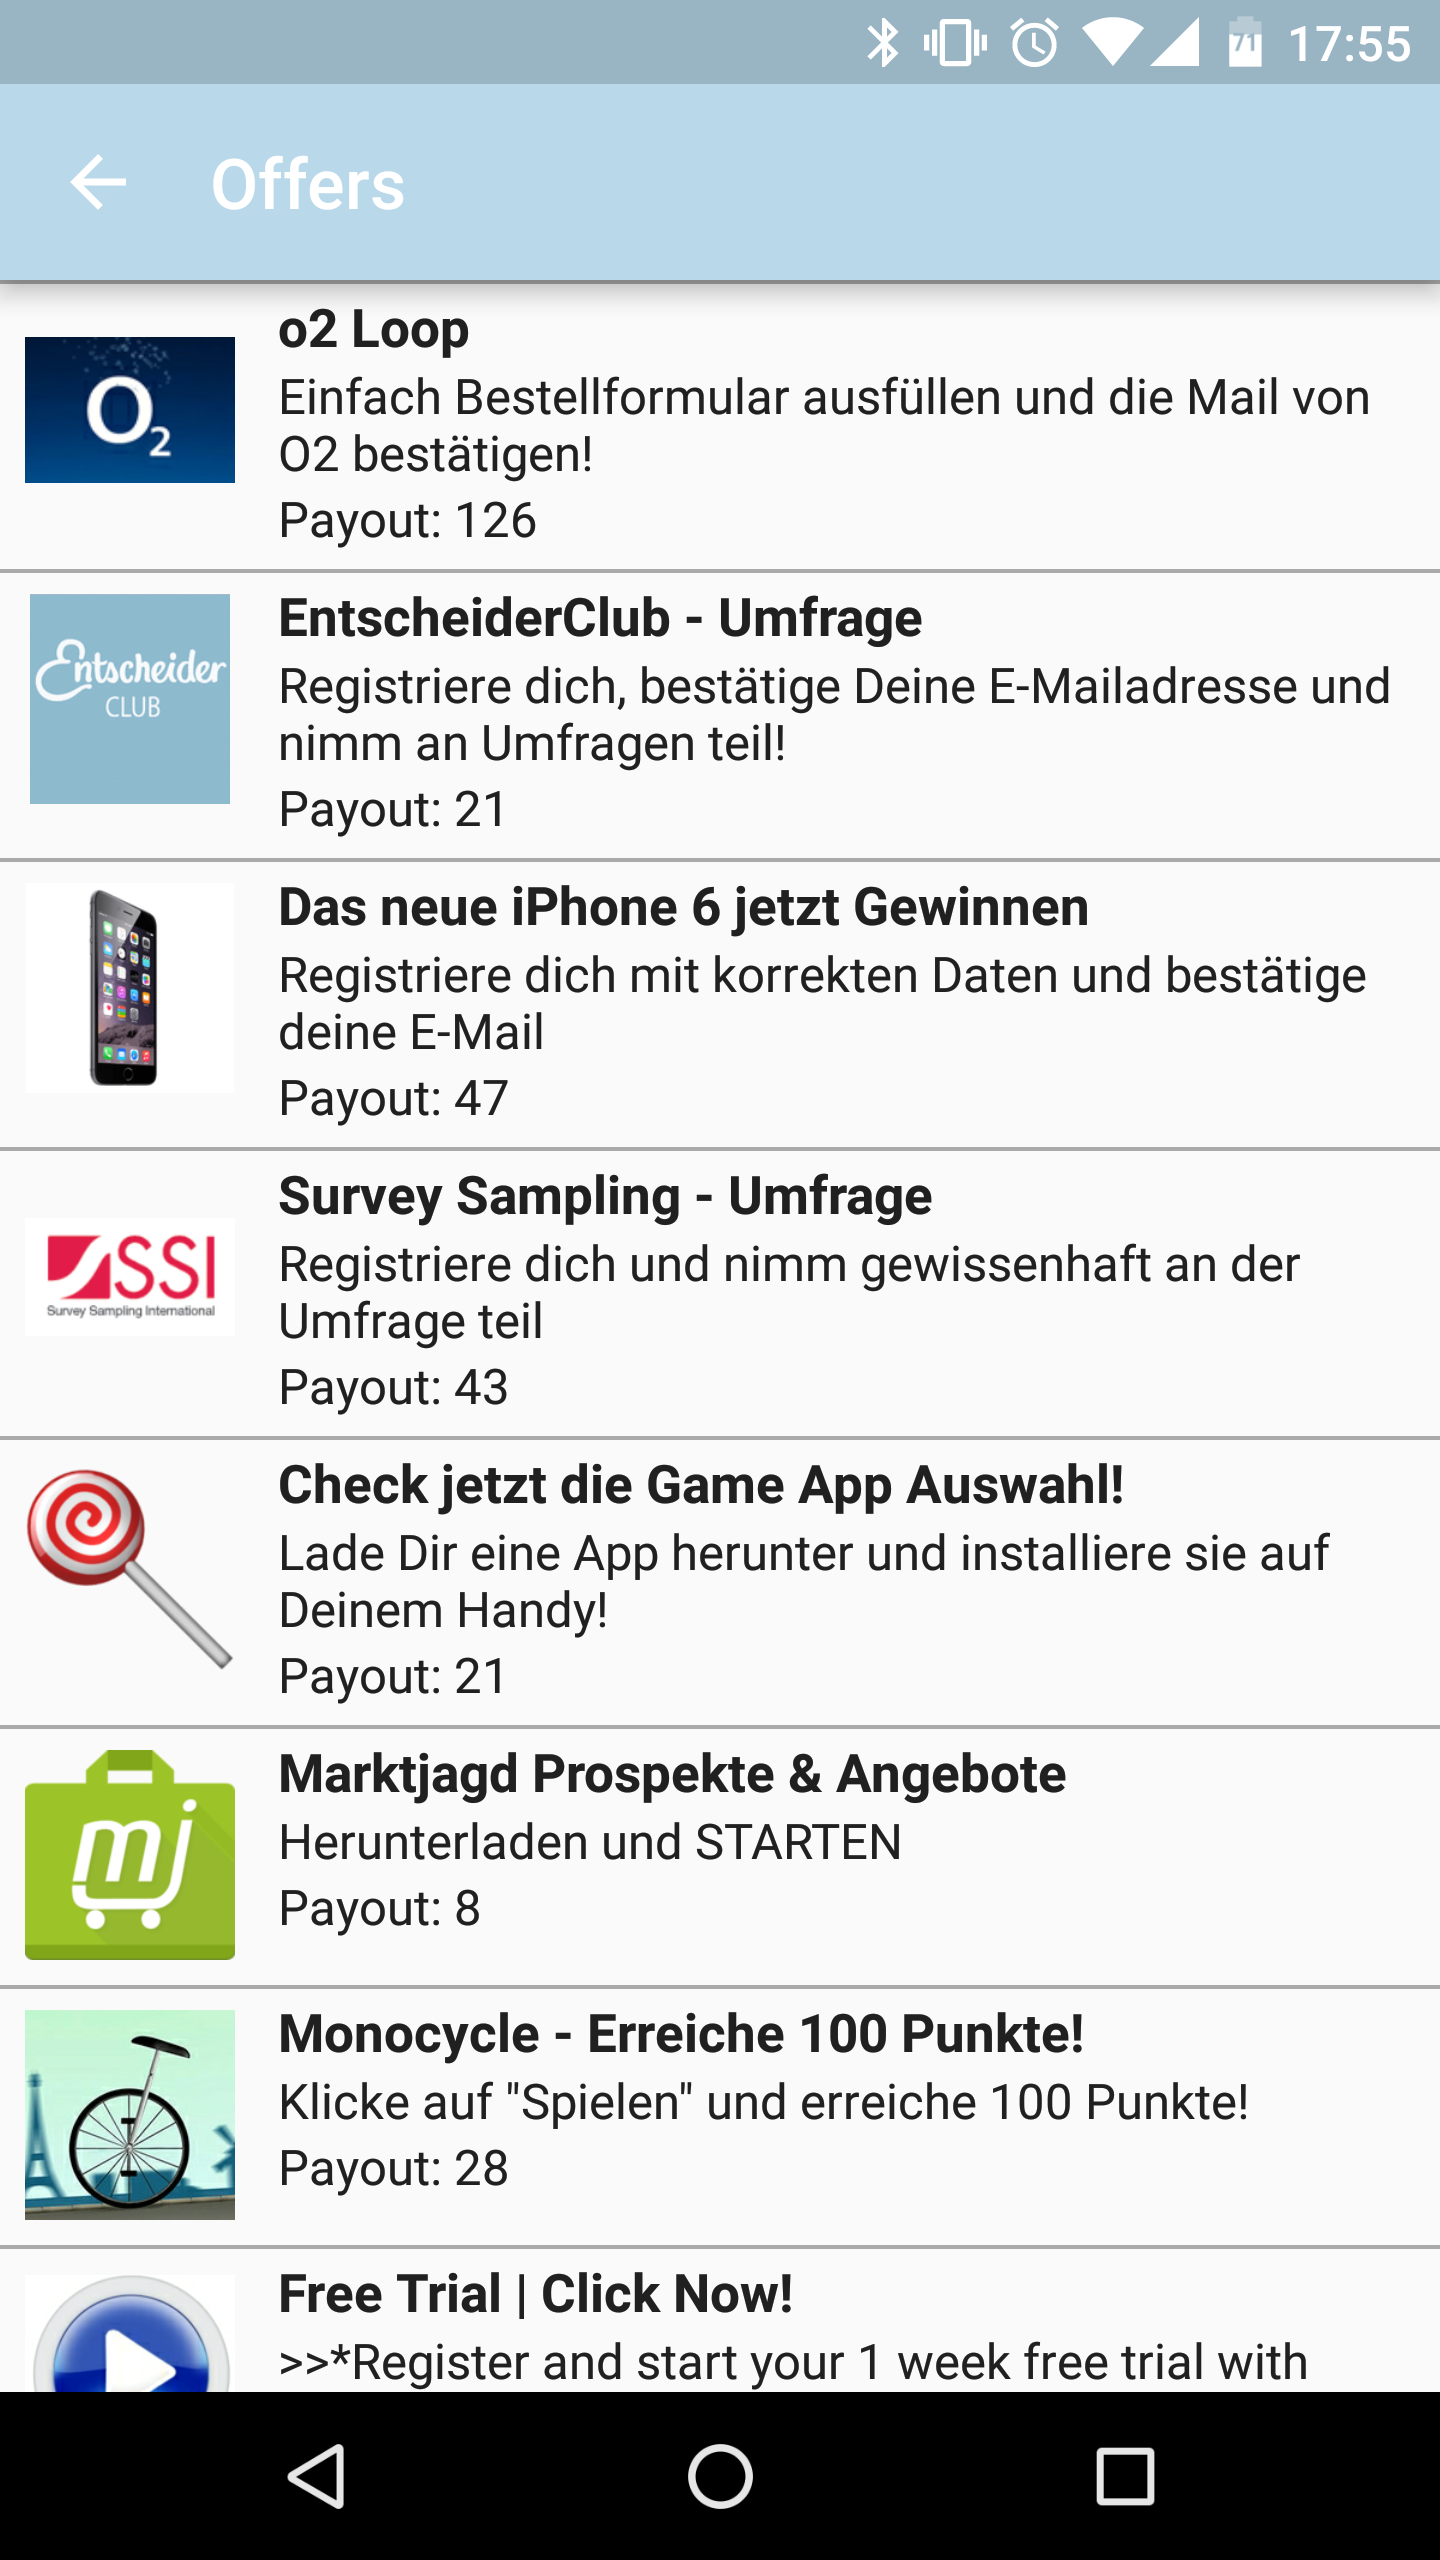 71 17:55
Offers
O2
o2 Loop
Einfach Bestellformular ausfüllen und die Mail von
O2 bestätigen!
Payout: 126
Entscheider
CLUB
EntscheiderClub - Umfrage
Registriere dich, bestätige Deine E-Mailadresse und
nimm an Umfragen teil!
Payout: 21
Das neue iPhone 6 jetzt Gewinnen
Registriere dich mit korrekten Daten und bestätige
deine E-Mail
Payout: 47
SSI
Survey Sampling International
Survey Sampling - Umfrage
Registriere dich und nimm gewissenhaft an der
Umfrage teil
Payout: 43
Check jetzt die Game App Auswahl!
Lade Dir eine App herunter und installiere sie auf
Deinem Handy!
Payout: 21
mj
Marktjagd Prospekte & Angebote
Herunterladen und STARTEN
Payout: 8
Monocycle - Erreiche 100 Punkte!
Klicke auf "Spielen" und erreiche 100 Punkte!
Payout: 28
Free Trial | Click Now!
>>*Register and start your 1 week free trial with